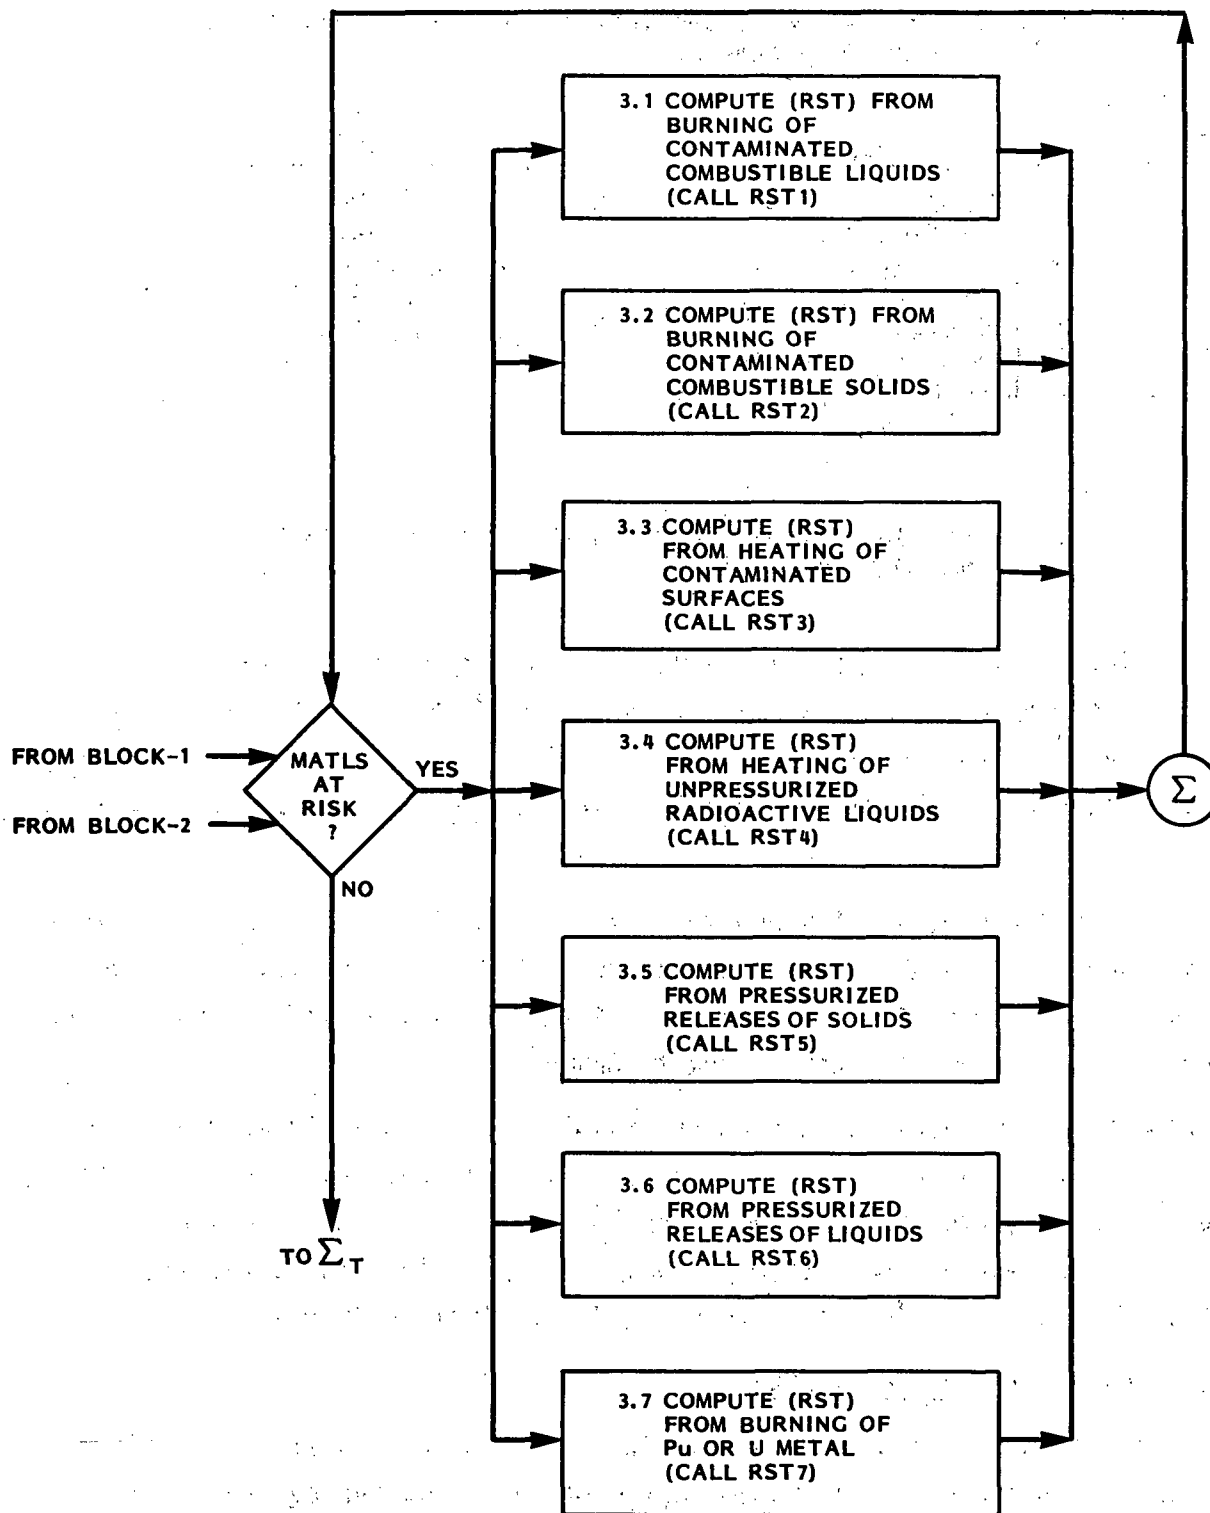 3.1 COMPUTE (RST) FROM
BURNING OF
CONTAMINATED
COMBUSTIBLE LIQUIDS
(CALL RST1)
3.2 COMPUTE (RST) FROM
BURNING OF
CONTAMINATED
COMBUSTIBLE SOLIDS
(CALL RST2)
3.3 COMPUTE (RST)
FROM HEATING OF
CONTAMINATED
SURFACES
(CALL RST3)
FROM BLOCK-1
FROM BLOCK-2
MATLS
AT
RISK
?
YES
NO
3.4 COMPUTE (RST)
FROM HEATING OF
UNPRESSURIZED
RADIOACTIVE LIQUIDS
(CALL RST4)
Σ
3.5 COMPUTE (RST)
FROM PRESSURIZED
RELEASES OF SOLIDS
(CALL RST5)
3.6 COMPUTE (RST)
FROM PRESSURIZED
RELEASES OF LIQUIDS
(CALL RST6)
TO Σ T
3.7 COMPUTE (RST)
FROM BURNING OF
Pu OR U METAL
(CALL RST7)